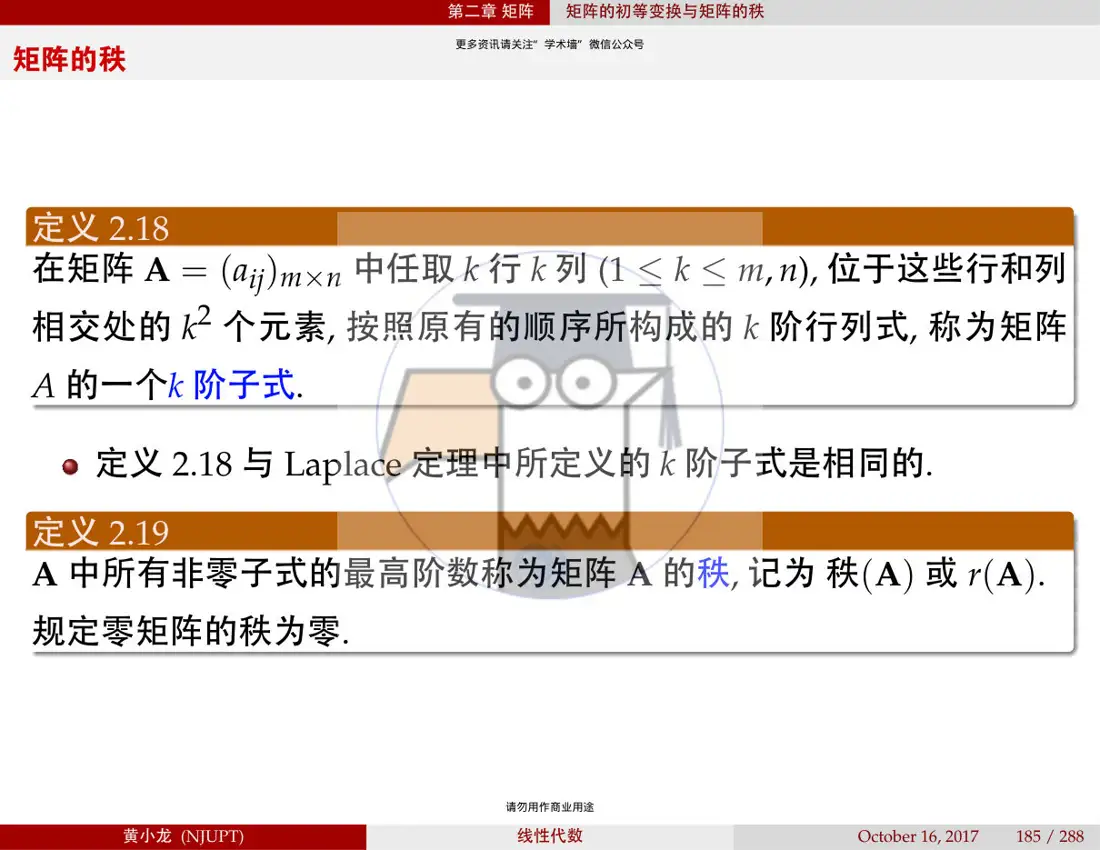 第二章 矩阵 矩阵的初等变换与矩阵的秩
更多资讯请关注“学术墙”微信公众号
矩阵的秩
定义 2.18
在矩阵 A = (aij)m×n 中任取 k 行 k 列 (1 ≤ k ≤ m, n), 位于这些行和列
相交处的 k² 个元素, 按照原有的顺序所构成的 k 阶行列式, 称为矩阵
A 的一个k 阶子式.
定义 2.18 与 Laplace 定理中所定义的 k 阶子式是相同的.
定义 2.19
A 中所有非零子式的最高阶数称为矩阵 A 的秩, 记为 秩(A) 或 r(A).
规定零矩阵的秩为零.
请勿用作商业用途
黄小龙 (NJUPT) 线性代数 October 16, 2017 185 / 288